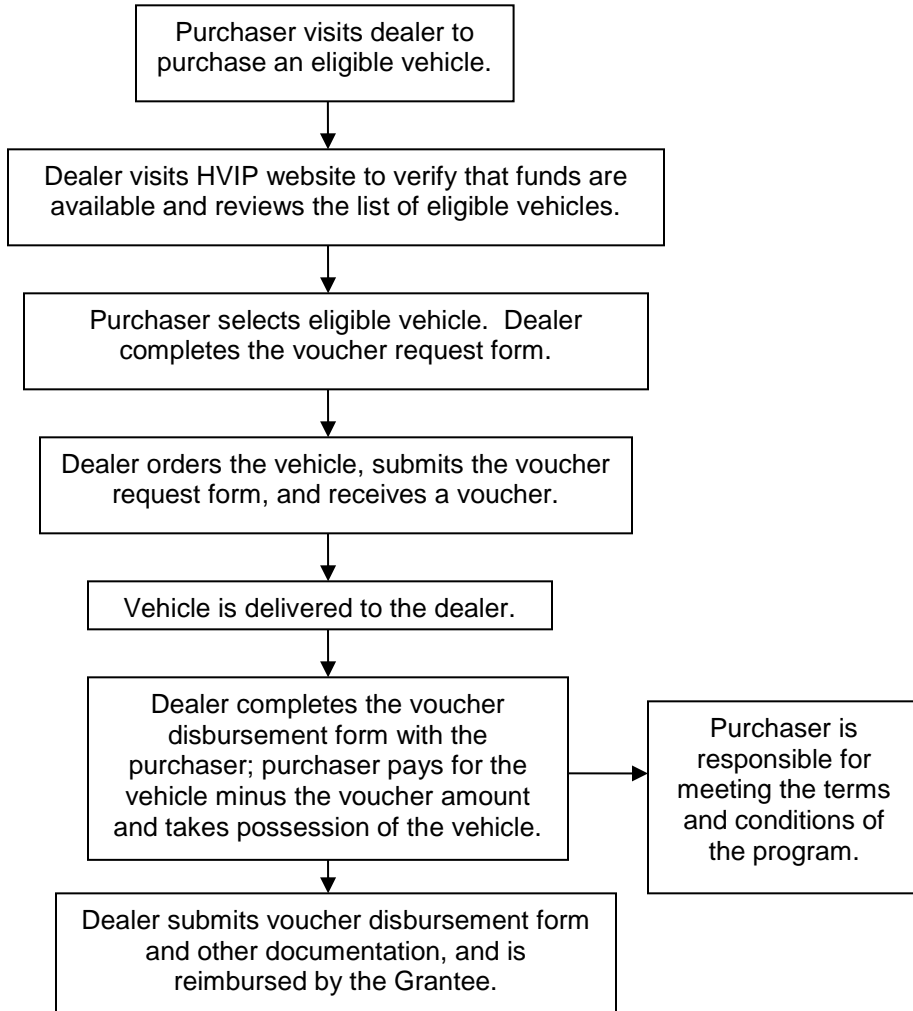 Purchaser visits dealer to
purchase an eligible vehicle.
Dealer visits HVIP website to verify that funds are
available and reviews the list of eligible vehicles.
Purchaser selects eligible vehicle.  Dealer
completes the voucher request form.
Dealer orders the vehicle, submits the voucher
request form, and receives a voucher.
Vehicle is delivered to the dealer.
Dealer completes the voucher
disbursement form with the
purchaser; purchaser pays for the
vehicle minus the voucher amount
and takes possession of the vehicle.
Purchaser is
responsible for
meeting the terms
and conditions of
the program.
Dealer submits voucher disbursement form
and other documentation, and is
reimbursed by the Grantee.